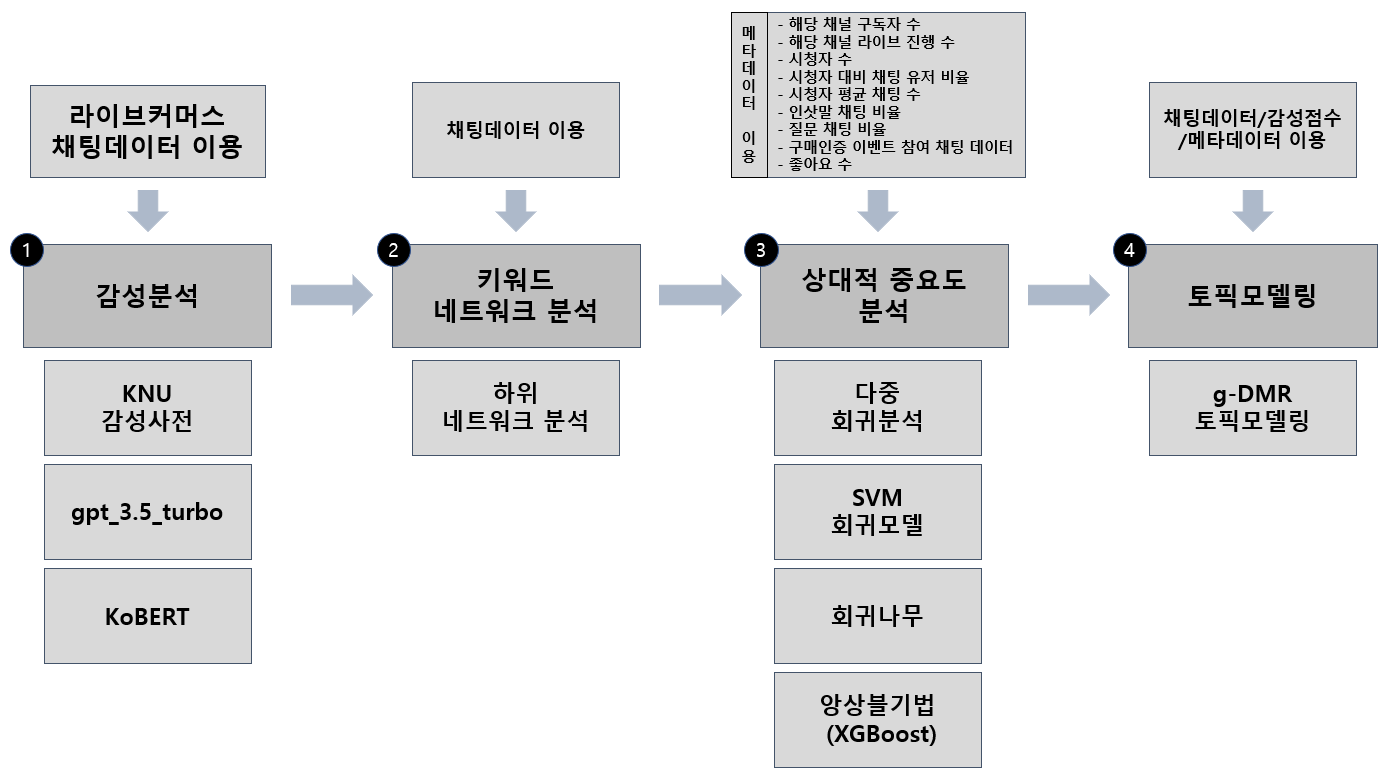 라이브커머스
채팅데이터 이용
1
감성분석
KNU
감성사전
gpt_3.5_turbo
KoBERT
채팅데이터 이용
2
키워드
네트워크 분석
하위
네트워크 분석
메타데이터 이용
- 해당 채널 구독자 수
- 해당 채널 라이브 진행 수
- 시청자 수
- 시청자 대비 채팅 유저 비율
- 시청자 평균 채팅 수
- 인삿말 채팅 비율
- 질문 채팅 비율
- 구매인증 이벤트 참여 채팅 데이터
- 좋아요 수
3
상대적 중요도
분석
다중
회귀분석
SVM
회귀모델
회귀나무
앙상블기법
(XGBoost)
채팅데이터/감성점수
/메타데이터 이용
4
토픽모델링
g-DMR
토픽모델링